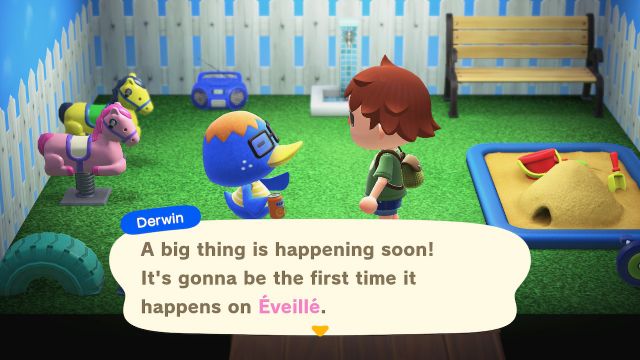 Derwin
A big thing is happening soon!
It's gonna be the first time it
happens on Éveillé.